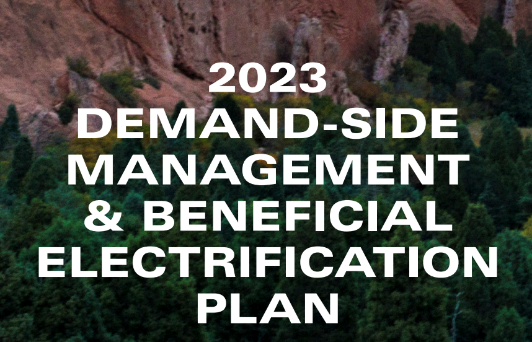 2023
DEMAND-SIDE
MANAGEMENT
& BENEFICIAL
ELECTRIFICATION
PLAN